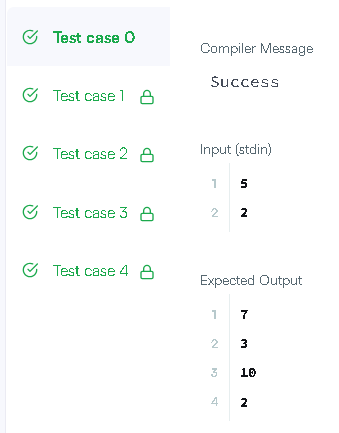 Test case 0
Test case 1
Test case 2
Test case 3
Test case 4
Compiler Message
Success
Input (stdin)
1 5
2 2
Expected Output
1 7
2 3
3 10
4 2